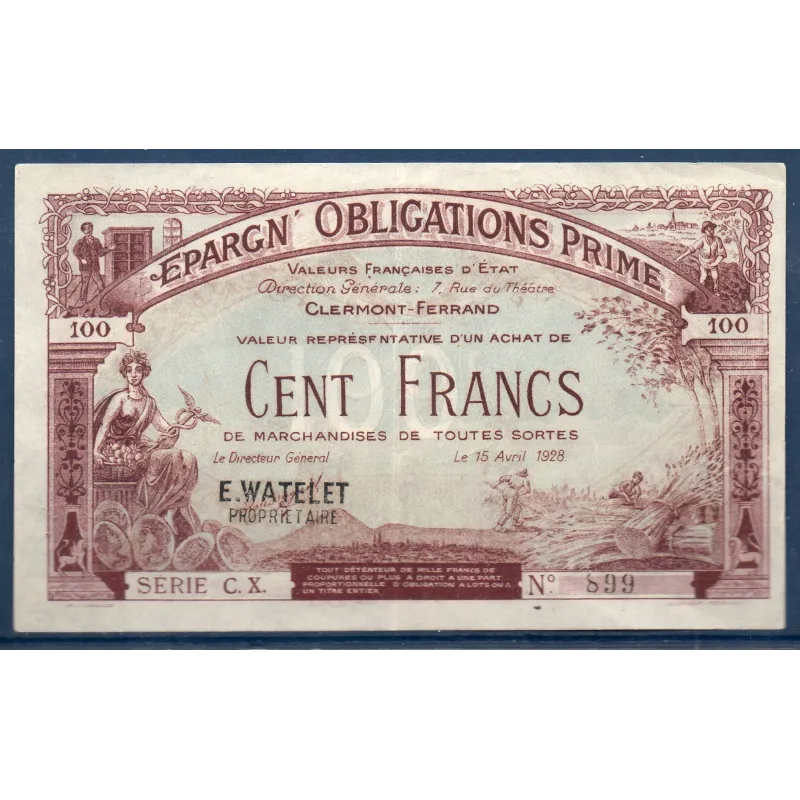 EPARGN' OBLIGATIONS PRIME
VALEURS FRANÇAISES D'ÉTAT
Direction Générale: 7, Rue du Théâtre
CLERMONT-FERRAND
100
100
VALEUR REPRÉSENTATIVE D'UN ACHAT DE
100
CENT FRANCS
DE MARCHANDISES DE TOUTES SORTES
Le Directeur Général
Le 15 Avril 1928
E. WATELET
PROPRIETAIRE
SÉRIE C. X.
TOUT DÉTENTEUR DE MILLE FRANCS DE
COUPURES OU PLUS A DROIT A UNE PART
PROPORTIONNELLE D'OBLIGATION A LOTS OU A
UN TITRE ENTIER
No. 899